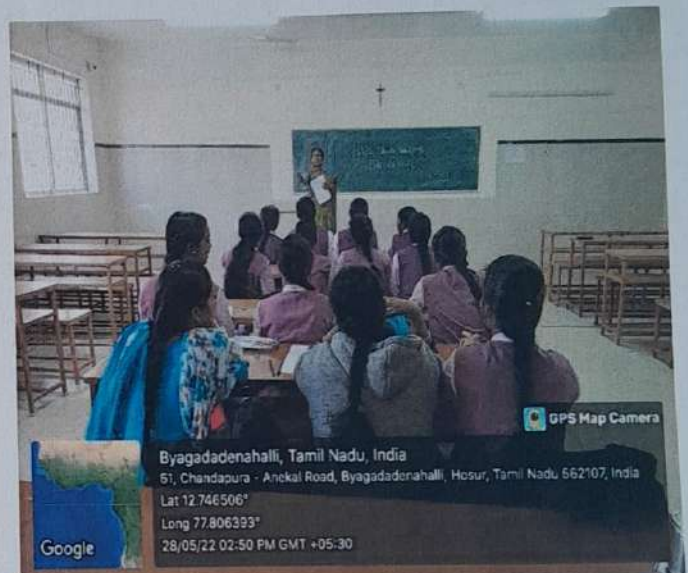 GPS Map Camera
Byagadadenahalli, Tamil Nadu, India
51, Chandapura - Anekal Road, Byagadadenahalli, Hosur, Tamil Nadu 562107, India
Lat 12.746506°
Long 77.806393°
28/05/22 02:50 PM GMT +05:30
Google